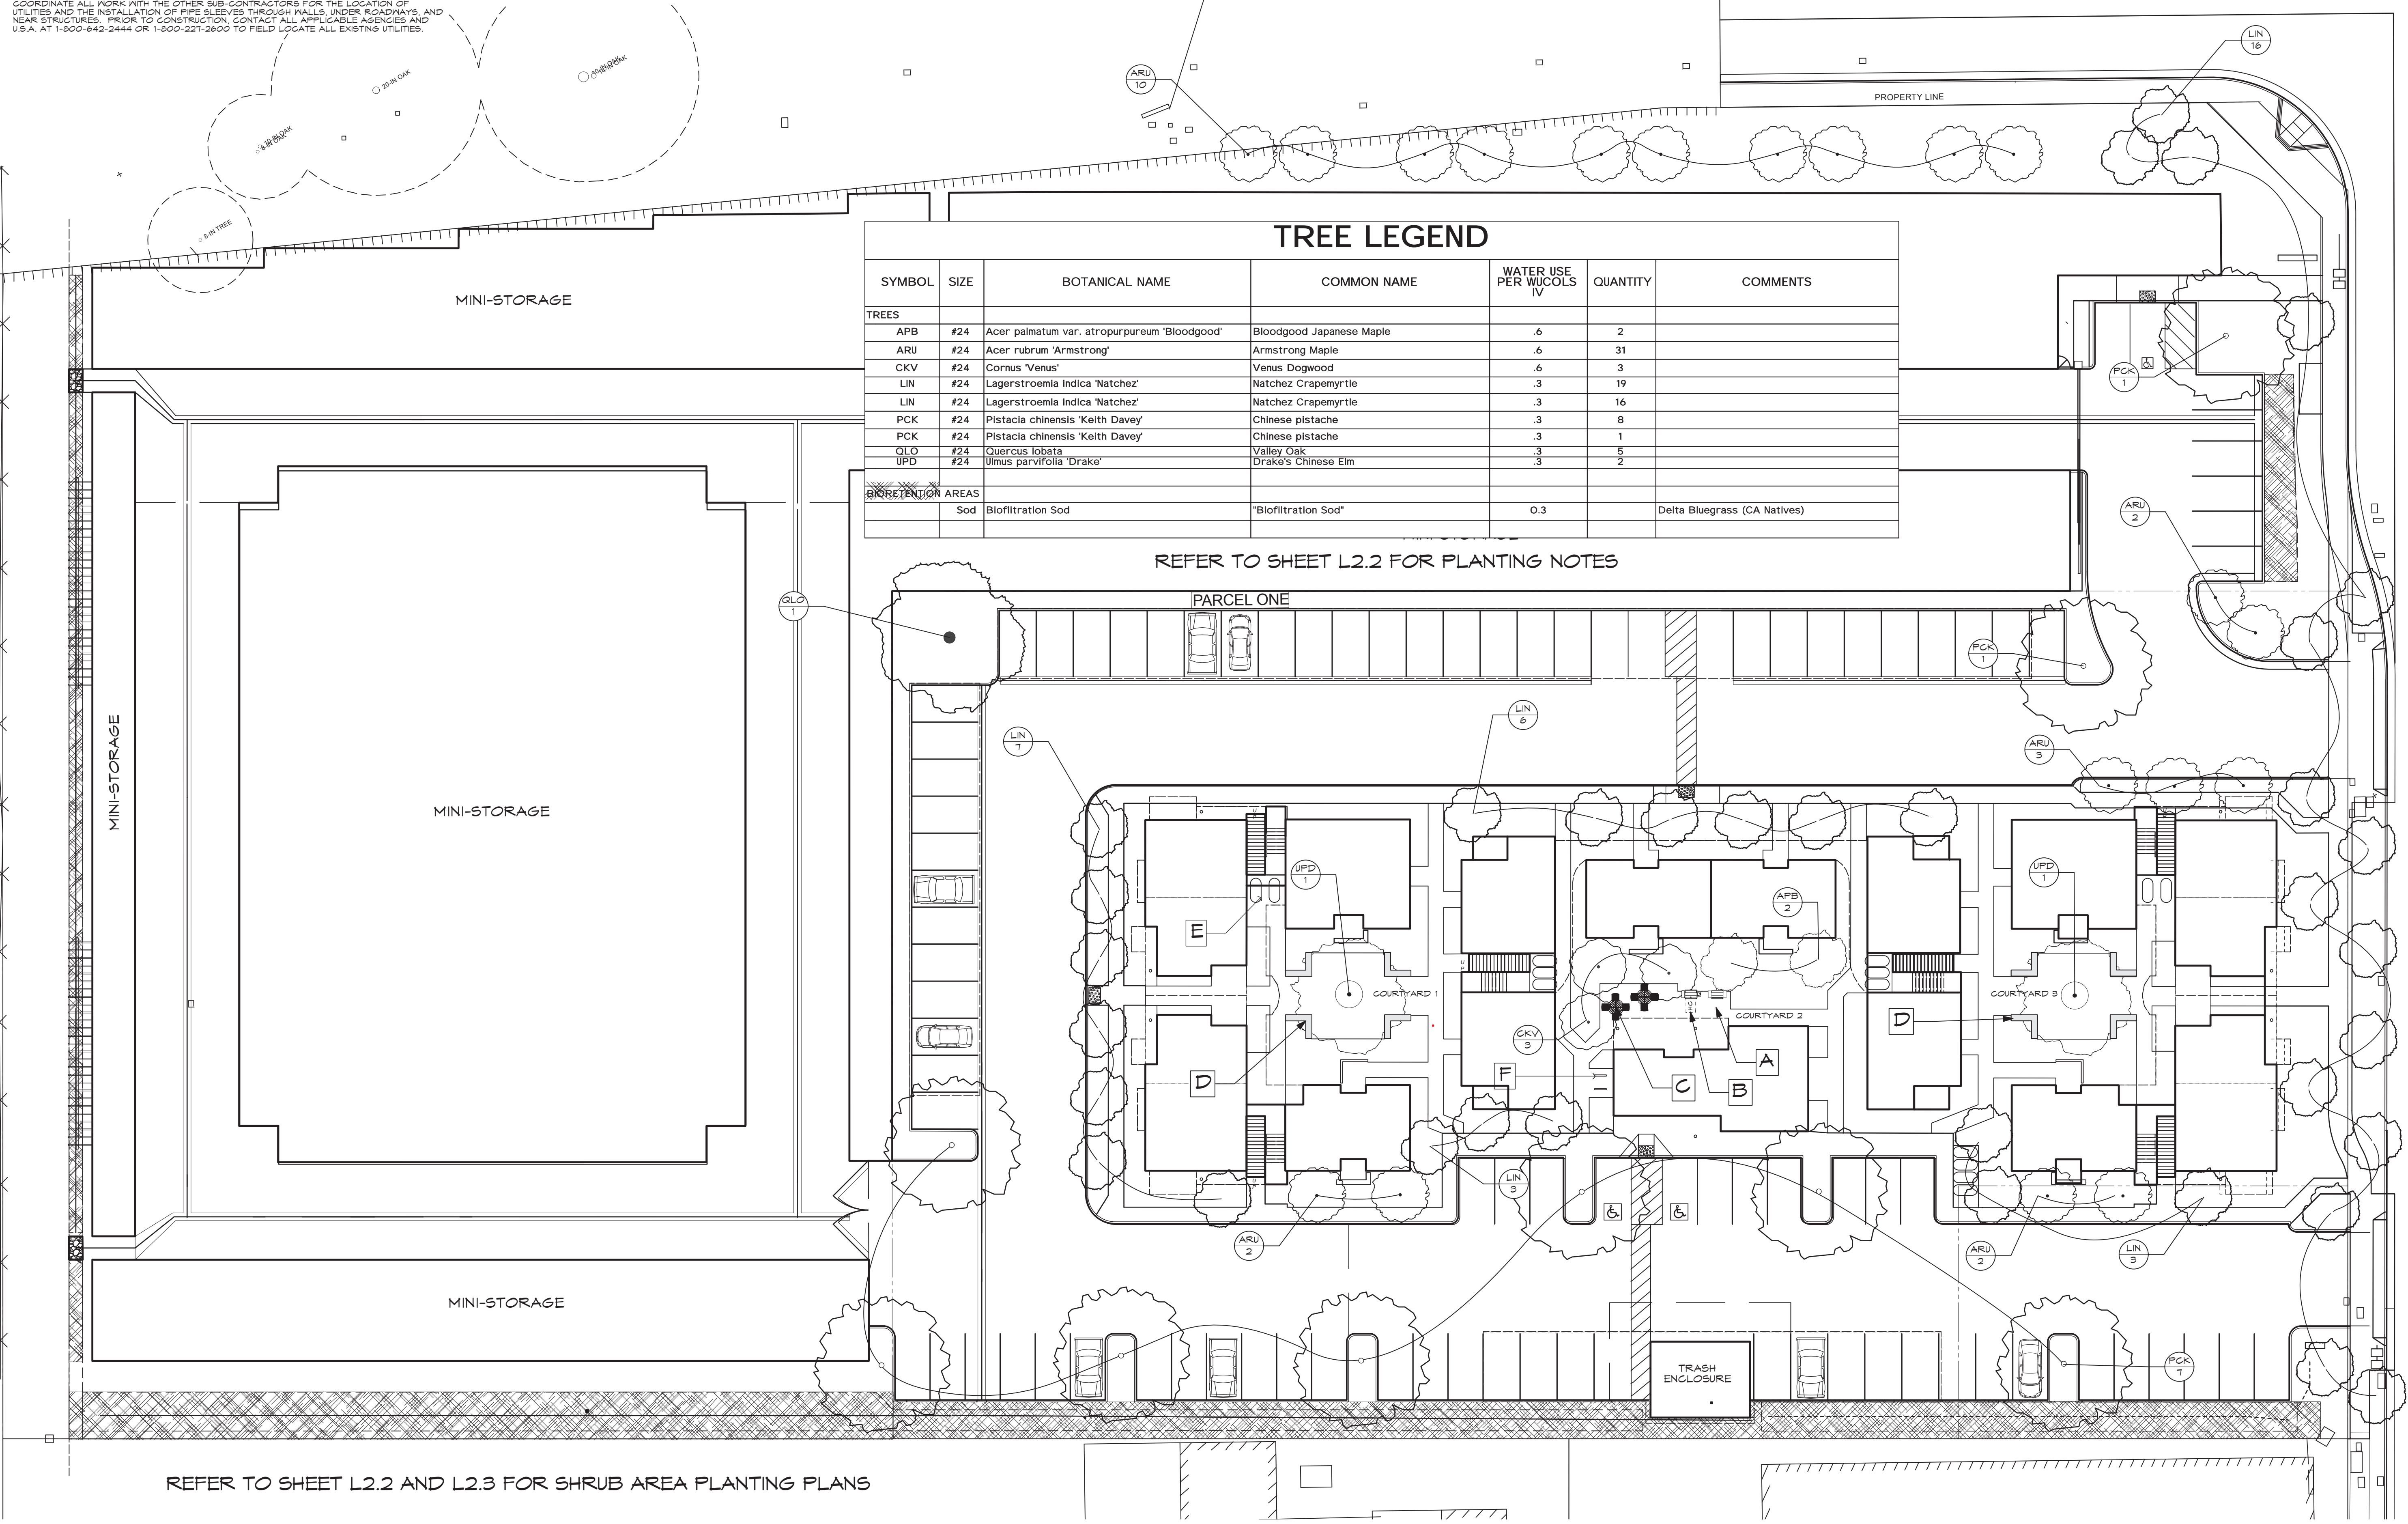 COORDINATE ALL WORK WITH THE OTHER SUB-CONTRACTORS FOR THE LOCATION OF
UTILITIES AND THE INSTALLATION OF PIPE SLEEVES THROUGH WALLS, UNDER ROADWAYS, AND
NEAR STRUCTURES. PRIOR TO CONSTRUCTION, CONTACT ALL APPLICABLE AGENCIES AND
U.S.A. AT 1-800-642-2444 OR 1-800-227-2600 TO FIELD LOCATE ALL EXISTING UTILITIES.
20-IN OAK
8-IN TREE
ARU
10
LIN
16
PROPERTY LINE
MINI-STORAGE
TREE LEGEND
SYMBOL SIZE BOTANICAL NAME COMMON NAME WATER USE PER WUCOLS IV QUANTITY COMMENTS
TREES
APB #24 Acer palmatum var. atropurpureum 'Bloodgood' Bloodgood Japanese Maple .6 2
ARU #24 Acer rubrum 'Armstrong' Armstrong Maple .6 31
CKV #24 Cornus 'Venus' Venus Dogwood .6 3
LIN #24 Lagerstroemia indica 'Natchez' Natchez Crapemyrtle .3 19
LIN #24 Lagerstroemia indica 'Natchez' Natchez Crapemyrtle .3 16
PCK #24 Pistacia chinensis 'Keith Davey' Chinese pistache .3 8
PCK #24 Pistacia chinensis 'Keith Davey' Chinese pistache .3 1
QLO #24 Quercus lobata Valley Oak .3 5
UPD #24 Ulmus parvifolia 'Drake' Drake's Chinese Elm .3 2
BIORETENTION AREAS
Sod Biofiltration Sod "Biofiltration Sod" 0.3 Delta Bluegrass (CA Natives)
REFER TO SHEET L2.2 FOR PLANTING NOTES
PCK
1
ARU
2
QLO
1
PARCEL ONE
PCK
1
LIN
7
LIN
6
ARU
3
MINI-STORAGE
MINI-STORAGE
UPD
1
APB
2
UPD
1
E
COURTYARD 1
COURTYARD 2
COURTYARD 3
CKV
3
D
D
A
B
C
F
LIN
3
ARU
2
ARU
2
LIN
3
MINI-STORAGE
TRASH
ENCLOSURE
PCK
7
REFER TO SHEET L2.2 AND L2.3 FOR SHRUB AREA PLANTING PLANS